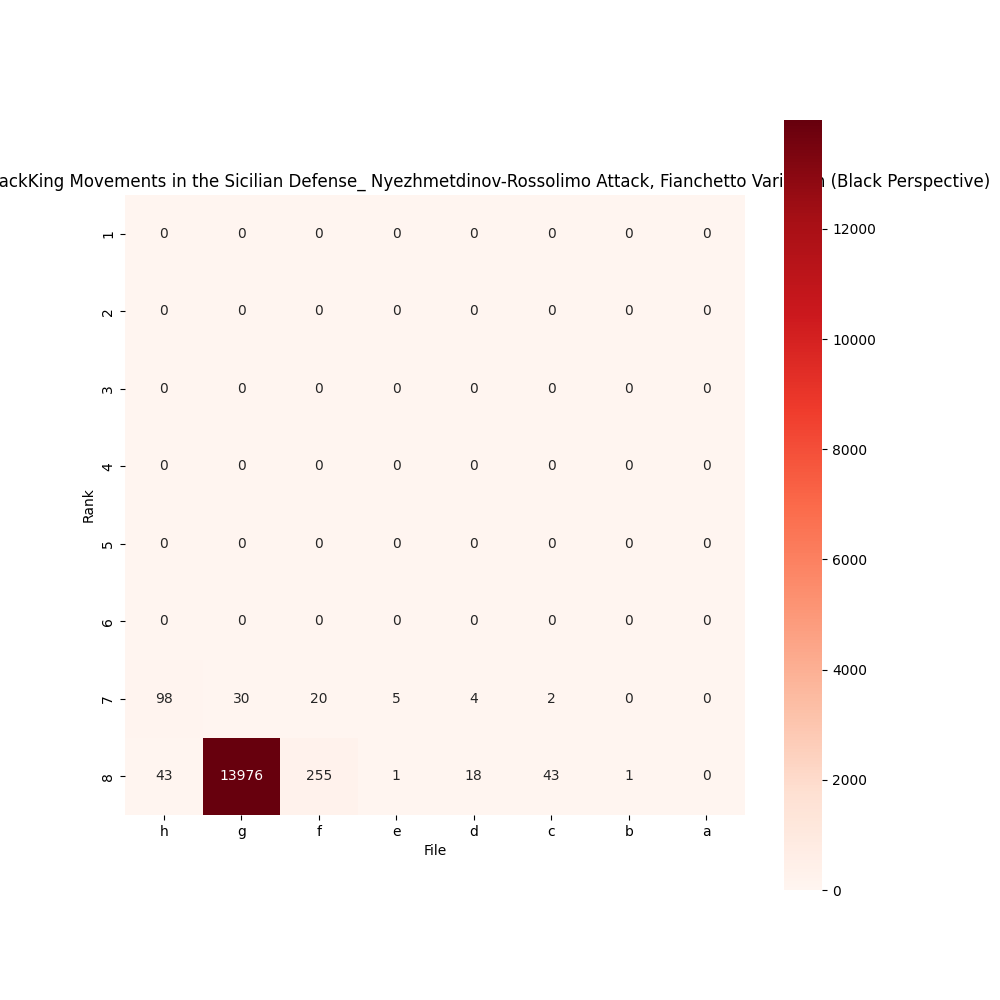 ackKing Movements in the Sicilian Defense_ Nyezhmetdinov-Rossolimo Attack, Fianchetto (Black Perspective)
12000
1 0 0 0 0 0 0 0 0
10000
2 0 0 0 0 0 0 0 0
3 0 0 0 0 0 0 0 0
8000
4 0 0 0 0 0 0 0 0
Rank
5 0 0 0 0 0 0 0 0
6000
6 0 0 0 0 0 0 0 0
4000
7 98 30 20 5 4 2 0 0
2000
8 43 13976 255 1 18 43 1 0
h g f e d c b a
File
0